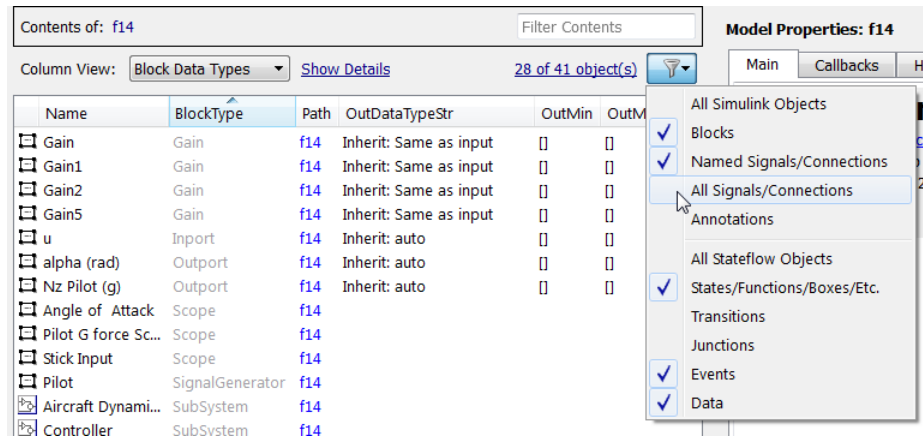 Contents of: f14
Filter Contents
Model Properties: f14
Column View: Block Data Types Show Details 28 of 41 object(s)
Main Callbacks H
Name BlockType Path OutDataTypeStr OutMin OutM
Gain Gain f14 Inherit: Same as input [] []
Gain1 Gain f14 Inherit: Same as input [] []
Gain2 Gain f14 Inherit: Same as input [] []
Gain5 Gain f14 Inherit: Same as input [] []
u Inport f14 Inherit: auto [] []
alpha (rad) Outport f14 Inherit: auto [] []
Nz Pilot (g) Outport f14 Inherit: auto [] []
Angle of Attack Scope f14
Pilot G force Sc... Scope f14
Stick Input Scope f14
Pilot SignalGenerator f14
Aircraft Dynami... SubSystem f14
Controller SubSystem f14
All Simulink Objects
Blocks
Named Signals/Connections
All Signals/Connections
Annotations
All Stateflow Objects
States/Functions/Boxes/Etc.
Transitions
Junctions
Events
Data